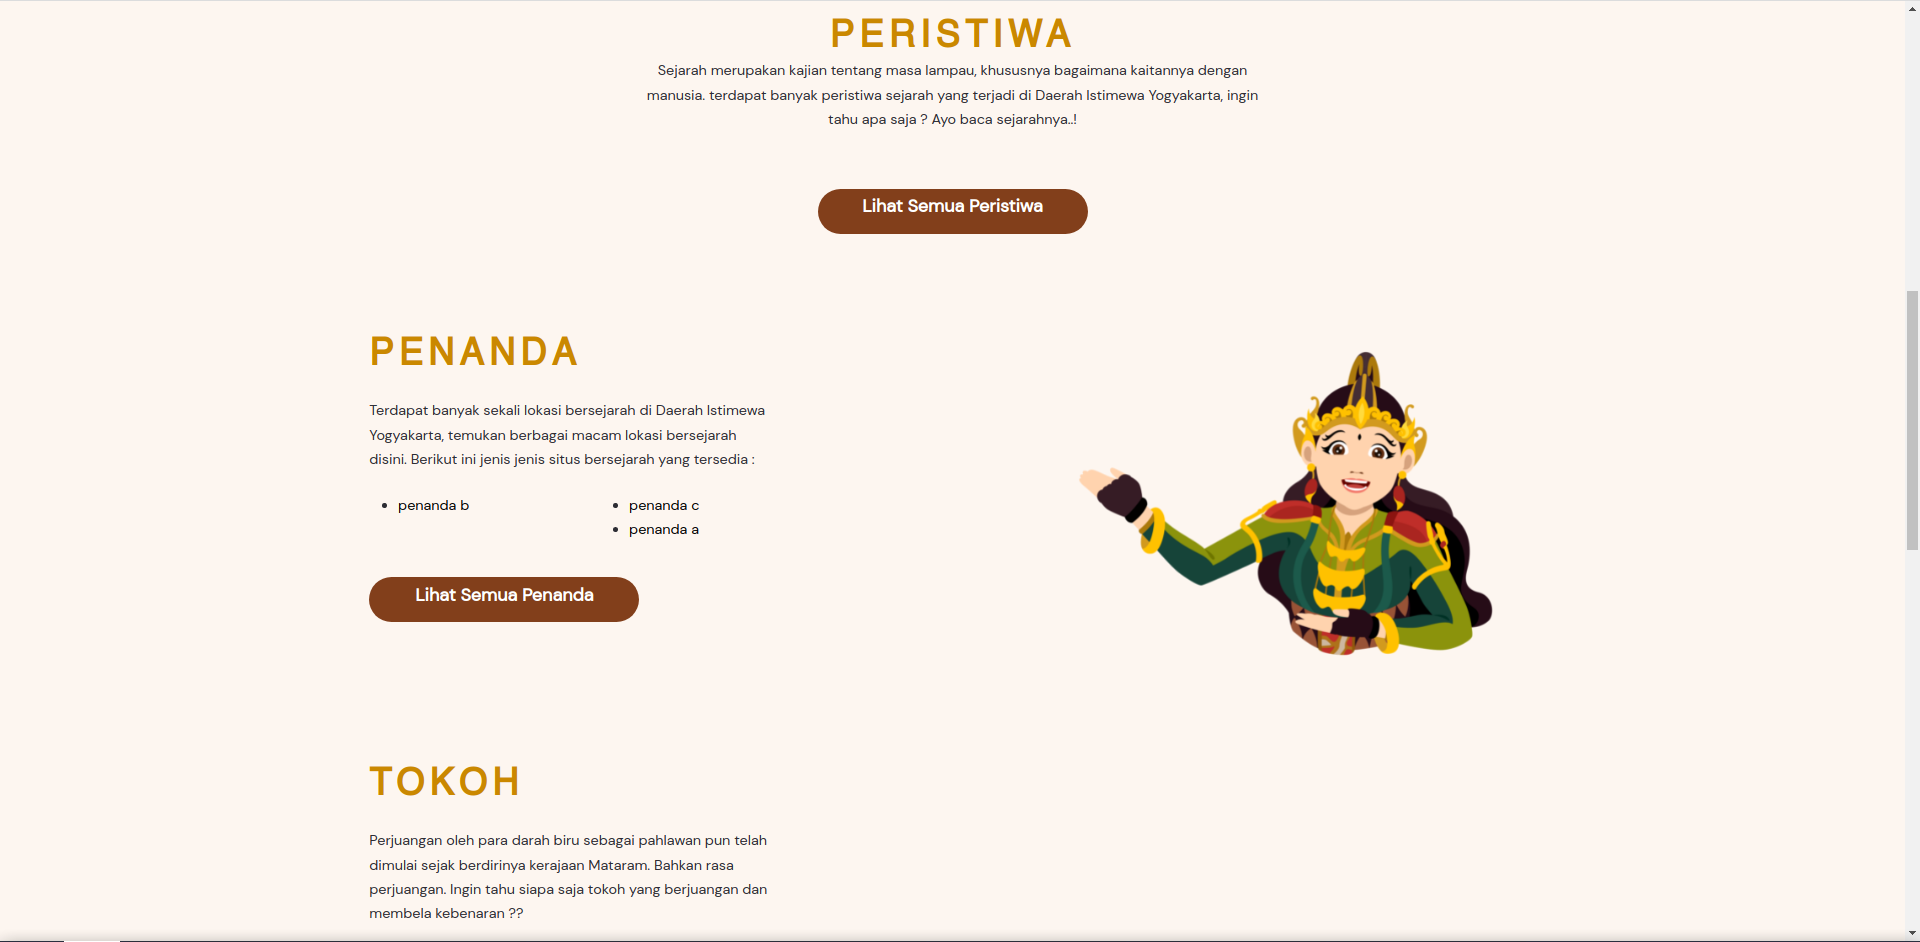 PERISTIWA
Sejarah merupakan kajian tentang masa lampau, khususnya bagaimana kaitannya dengan
manusia. terdapat banyak peristiwa sejarah yang terjadi di Daerah Istimewa Yogyakarta, ingin
tahu apa saja ? Ayo baca sejarahnya..!
Lihat Semua Peristiwa
PENANDA
Terdapat banyak sekali lokasi bersejarah di Daerah Istimewa
Yogyakarta, temukan berbagai macam lokasi bersejarah
disini. Berikut ini jenis jenis situs bersejarah yang tersedia :
penanda b
penanda c
penanda a
Lihat Semua Penanda
TOKOH
Perjuangan oleh para darah biru sebagai pahlawan pun telah
dimulai sejak berdirinya kerajaan Mataram. Bahkan rasa
perjuangan. Ingin tahu siapa saja tokoh yang berjuangan dan
membela kebenaran ??